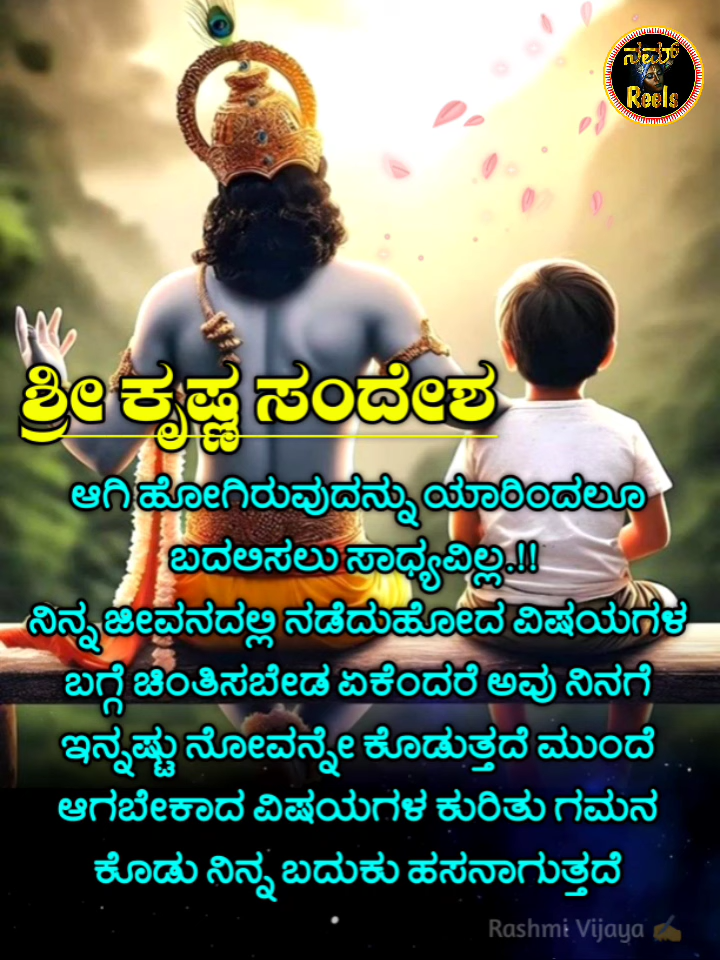 ನಮ್ಮ
Reels
ಶ್ರೀ ಕೃಷ್ಣ ಸಂದೇಶ
ಆಗಿ ಹೋಗಿರುವುದನ್ನು ಯಾರಿಂದಲೂ
ಬದಲಿಸಲು ಸಾಧ್ಯವಿಲ್ಲ.!!
ನಿನ್ನ ಜೀವನದಲ್ಲಿ ನಡೆದುಹೋದ ವಿಷಯಗಳ
ಬಗ್ಗೆ ಚಿಂತಿಸಬೇಡ ಏಕೆಂದರೆ ಅವು ನಿನಗೆ
ಇನ್ನಷ್ಟು ನೋವನ್ನೇ ಕೊಡುತ್ತದೆ ಮುಂದೆ
ಆಗಬೇಕಾದ ವಿಷಯಗಳ ಕುರಿತು ಗಮನ
ಕೊಡು ನಿನ್ನ ಬದುಕು ಹಸನಾಗುತ್ತದೆ
Rashmi Vijaya ✍